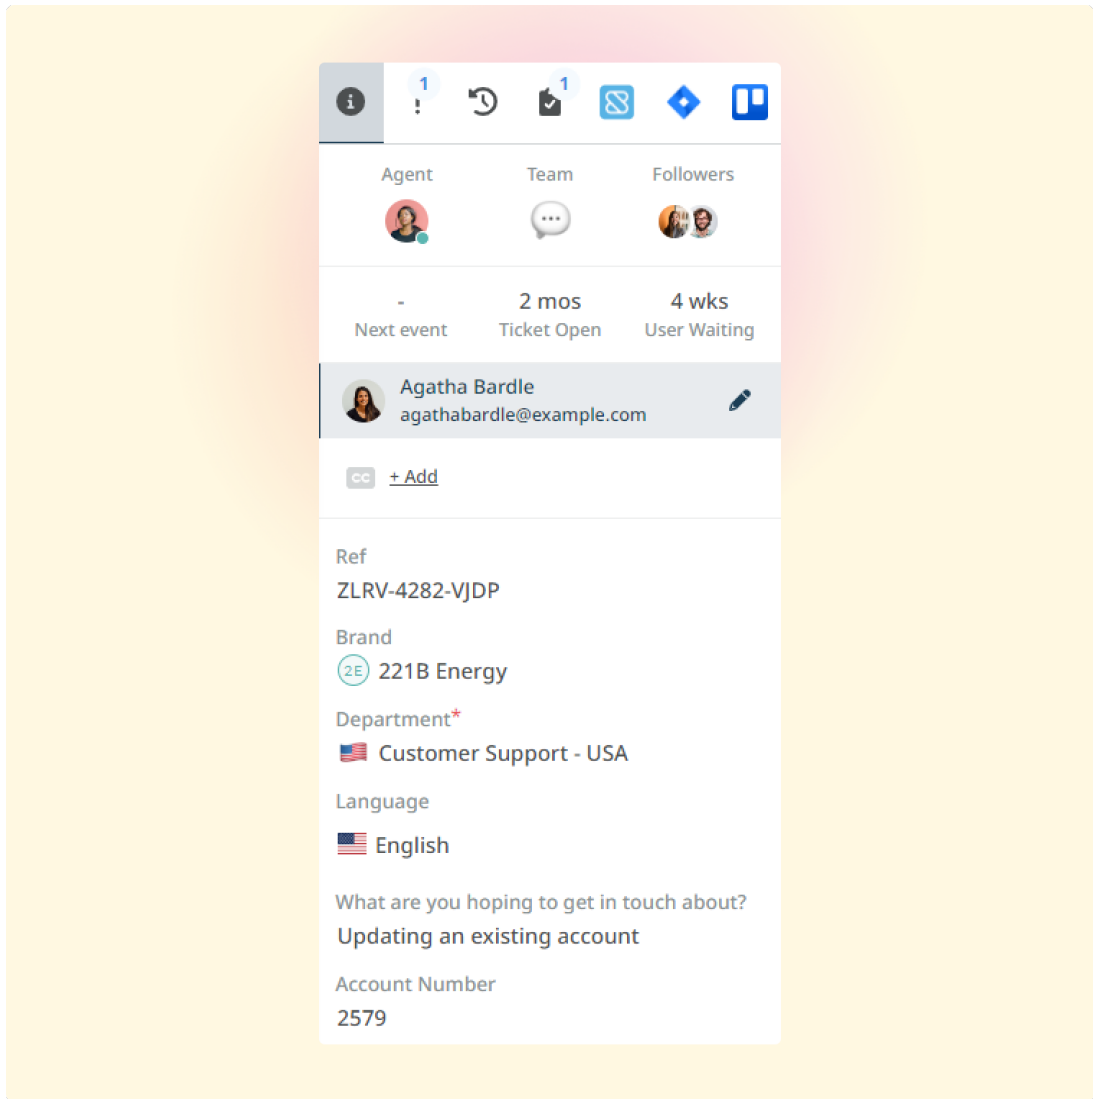 1
1
Agent Team Followers
- 2 mos 4 wks
Next event Ticket Open User Waiting
Agatha Bardle
agathabardle@example.com
CC + Add
Ref
ZLRV-4282-VJDP
Brand
2E 221B Energy
Department*
Customer Support - USA
Language
English
What are you hoping to get in touch about?
Updating an existing account
Account Number
2579